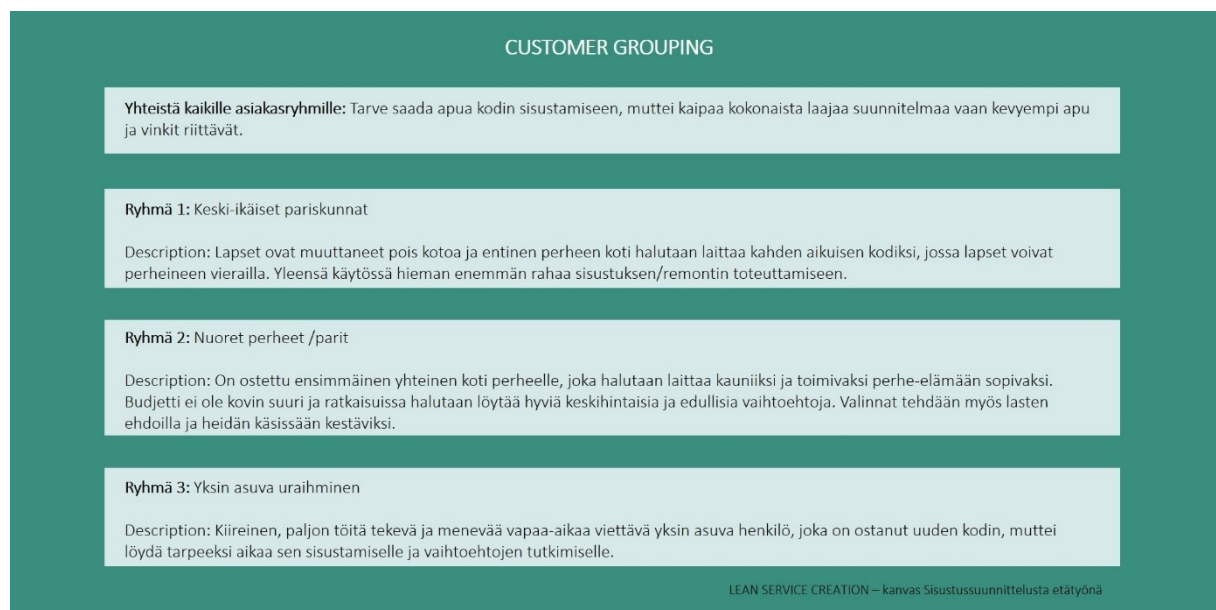 CUSTOMER GROUPING
Yhteistä kaikille asiakasryhmille: Tarve saada apua kodin sisustamiseen, muttei kaipaa kokonaista laajaa suunnitelmaa vaan kevyempi apu
ja vinkit riittävät.
Ryhmä 1: Keski-ikäiset pariskunnat
Description: Lapset ovat muuttaneet pois kotoa ja entinen perheen koti halutaan laittaa kahden aikuisen kodiksi, jossa lapset voivat
perheineen vierailla. Yleensä käytössä hieman enemmän rahaa sisustuksen/remontin toteuttamiseen.
Ryhmä 2: Nuoret perheet /parit
Description: On ostettu ensimmäinen yhteinen koti perheelle, joka halutaan laittaa kauniiksi ja toimivaksi perhe-elämään sopivaksi.
Budjetti ei ole kovin suuri ja ratkaisuissa halutaan löytää hyviä keskihintaisia ja edullisia vaihtoehtoja. Valinnat tehdään myös lasten
ehdoilla ja heidän käsissään kestäviksi.
Ryhmä 3: Yksin asuva uraihminen
Description: Kiireinen, paljon töitä tekevä ja menevää vapaa-aikaa viettävä yksin asuva henkilö, joka on ostanut uuden kodin, muttei
löydä tarpeeksi aikaa sen sisustamiselle ja vaihtoehtojen tutkimiselle.
LEAN SERVICE CREATION – kanvas Sisustussuunnittelusta etätyönä